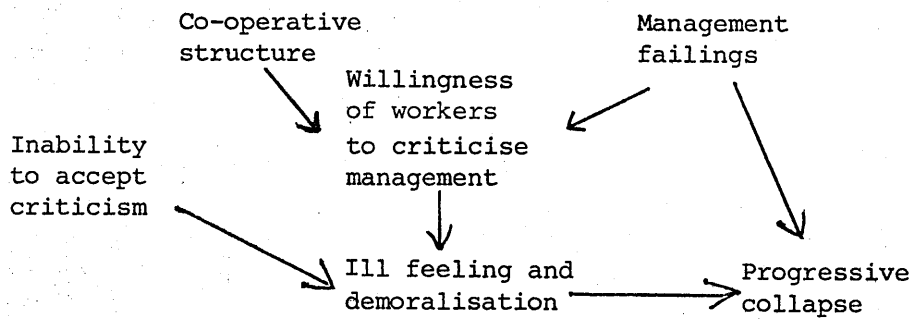 Co-operative
structure
Management
failings
Willingness
of workers
to criticise
management
Inability
to accept
criticism
Ill feeling and
demoralisation
Progressive
collapse